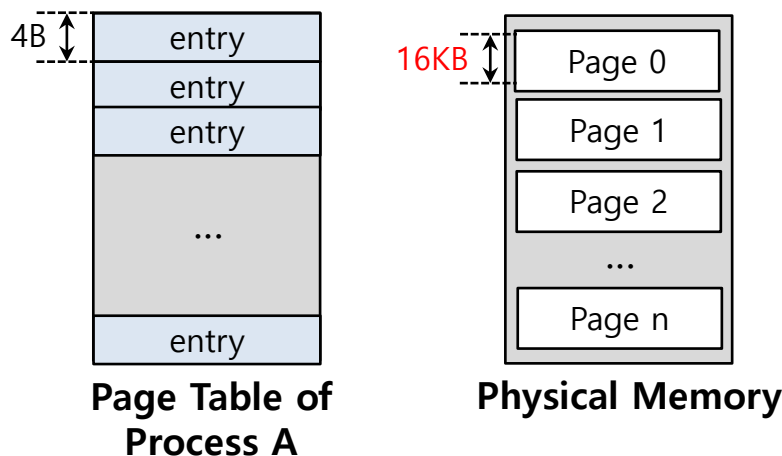 4B
entry
entry
entry
...
entry
Page Table of
Process A
16KB
Page 0
Page 1
Page 2
...
Page n
Physical Memory